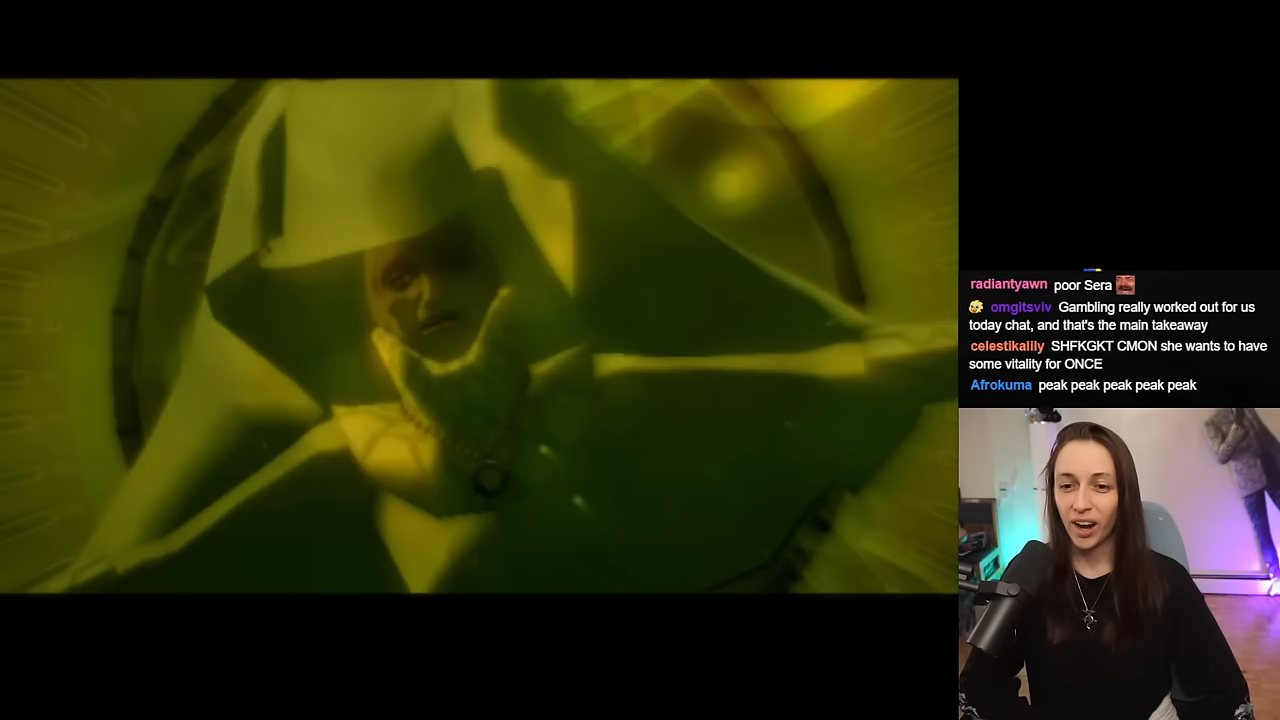 radiantyawn poor Sera
omgitsviv Gambling really worked out for us
today chat, and that's the main takeaway
celestikalily SHFKGKT CMON she wants to have
some vitality for ONCE
Afrokuma peak peak peak peak peak